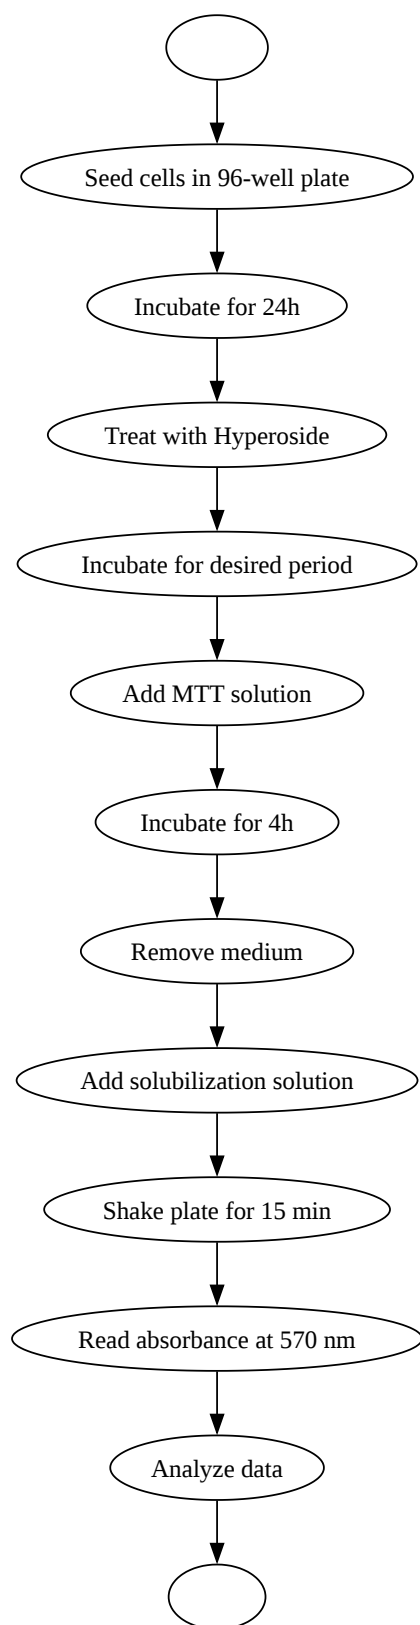 Seed cells in 96-well plate
Incubate for 24h
Treat with Hyperoside
Incubate for desired period
Add MTT solution
Incubate for 4h
Remove medium
Add solubilization solution
Shake plate for 15 min
Read absorbance at 570 nm
Analyze data